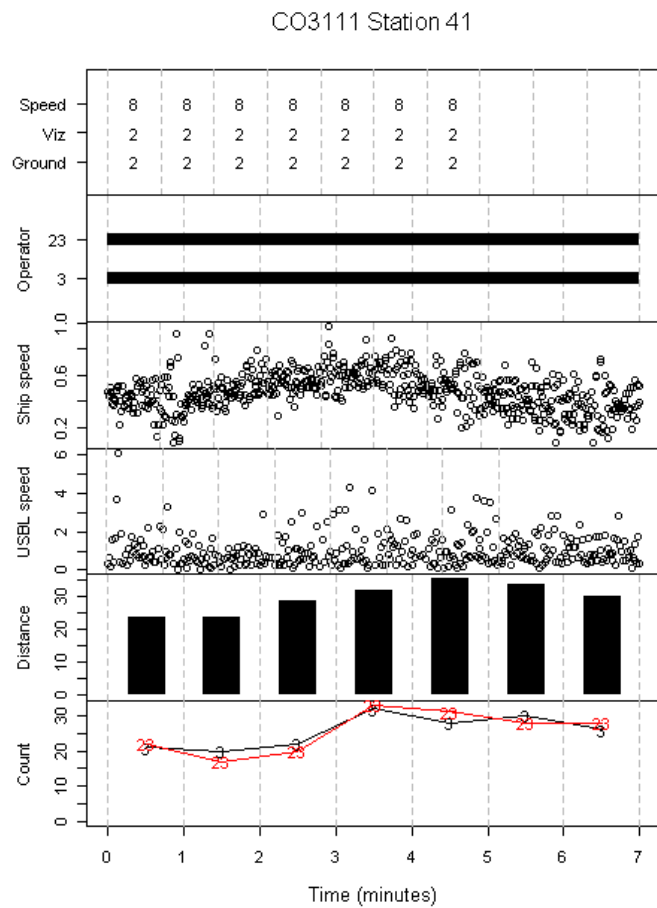 CO3111 Station 41
Speed 8 8 8 8 8 8 8
Viz 2 2 2 2 2 2 2
Ground 2 2 2 2 2 2 2
Operator
23
3
Ship speed
1.0
0.6
0.2
1.0
USBL speed
6
4
2
0
Distance
30
20
10
0
Count
30
20
10
0
3 3 3 3 3 3 3
23 23 23 23 23 23 23
0 1 2 3 4 5 6 7
Time (minutes)